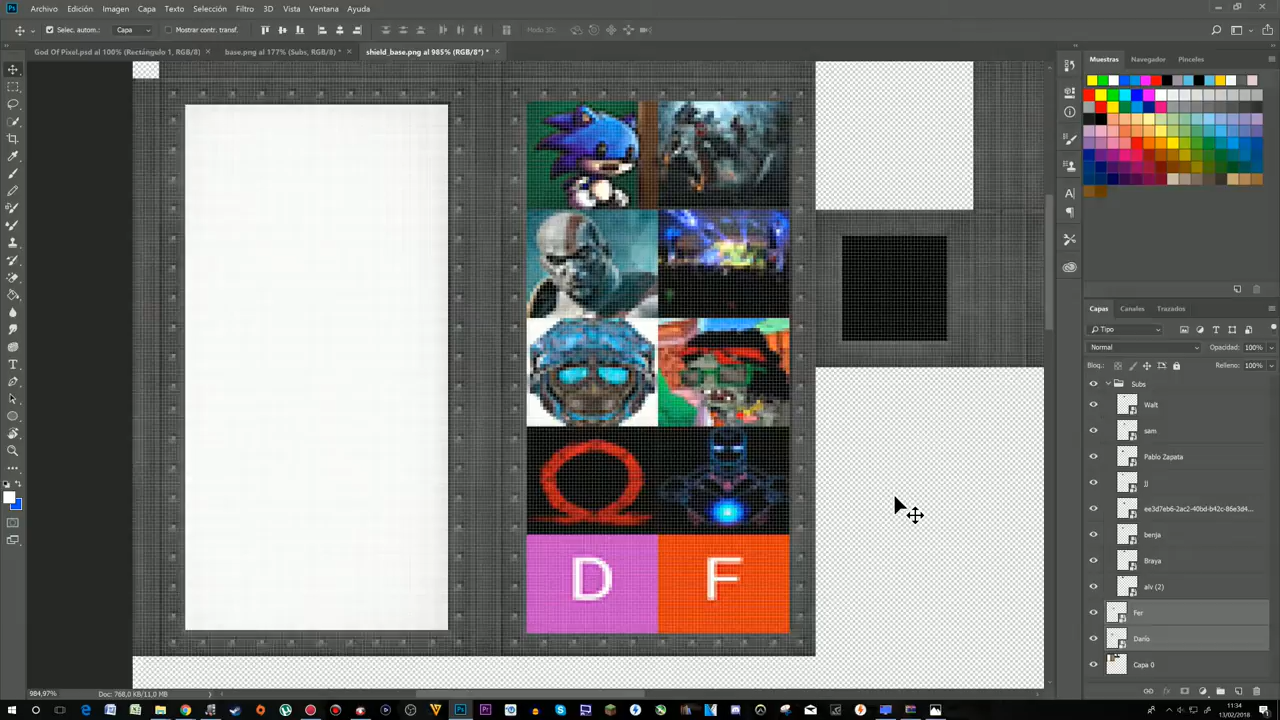 Archivo Edición Imagen Capa Texto Selección Filtro 3D Vista Ventana Ayuda
Selec. autom.: Capa Mostrar contr. transf. Modo 3D:
God Of Pixel.psd al 100% (Rectángulo 1, RGB/8) × base.png al 177% (Subs, RGB/8) * × shield_base.png al 985% (RGB/8*) * ×
Muestras Navegador Pinceles
Capas Canales Trazados
Tipo
Normal Opacidad: 100%
Bloq.: Relleno: 100%
Subs
Walt
sam
Pablo Zapata
JJ
ee3d7eb6-2ac2-40bd-b42c-86e3d4...
benja
Braya
alv (2)
Fer
Darío
Capa 0
D F
984,97% Doc: 768,0 KB/11,0 MB
11:34
13/02/2018